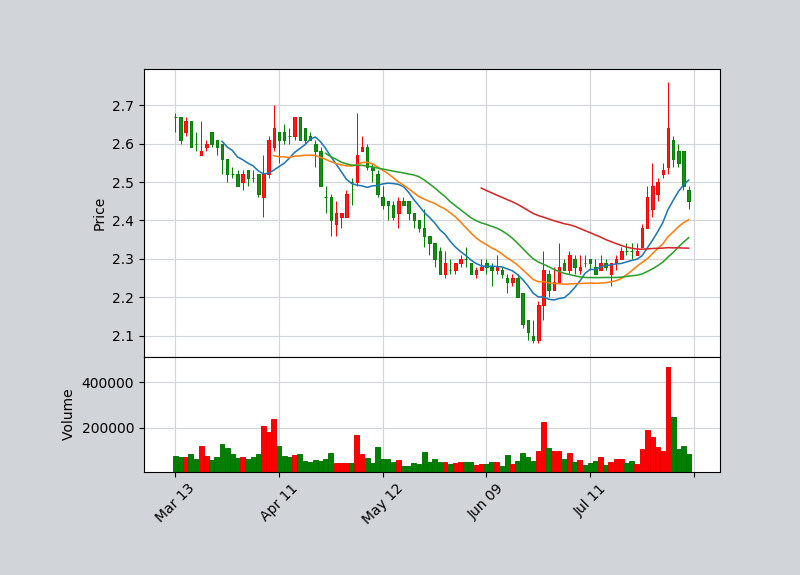 Price
2.7
2.6
2.5
2.4
2.3
2.2
2.1
Volume
400000
200000
Mar 13
Apr 11
May 12
Jun 09
Jul 11